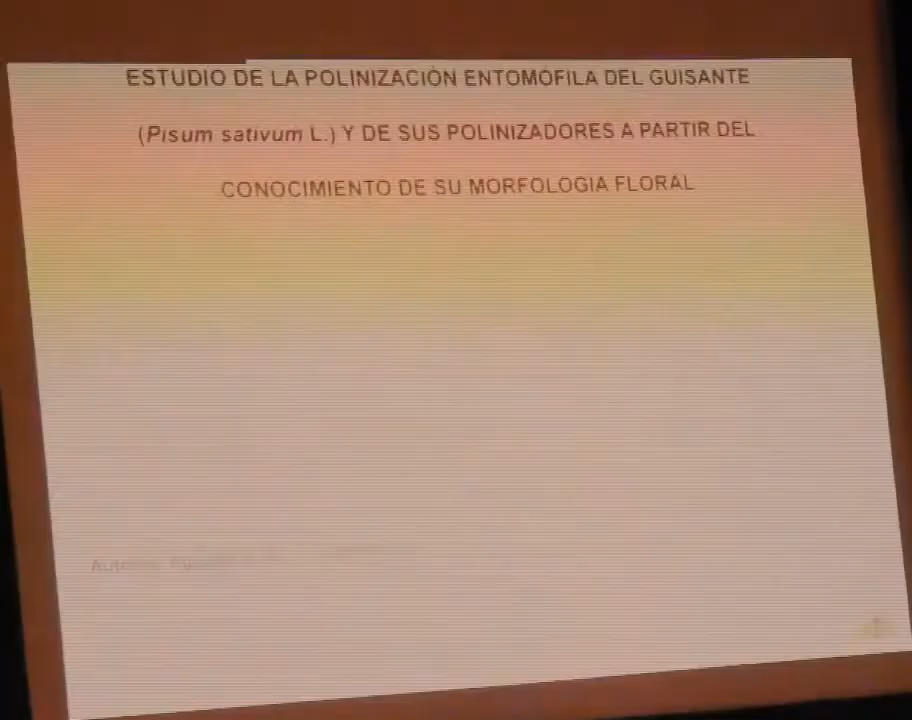 ESTUDIO DE LA POLINIZACIÓN ENTOMÓFILA DEL GUISANTE
(Pisum sativum L.) Y DE SUS POLINIZADORES A PARTIR DEL
CONOCIMIENTO DE SU MORFOLOGIA FLORAL